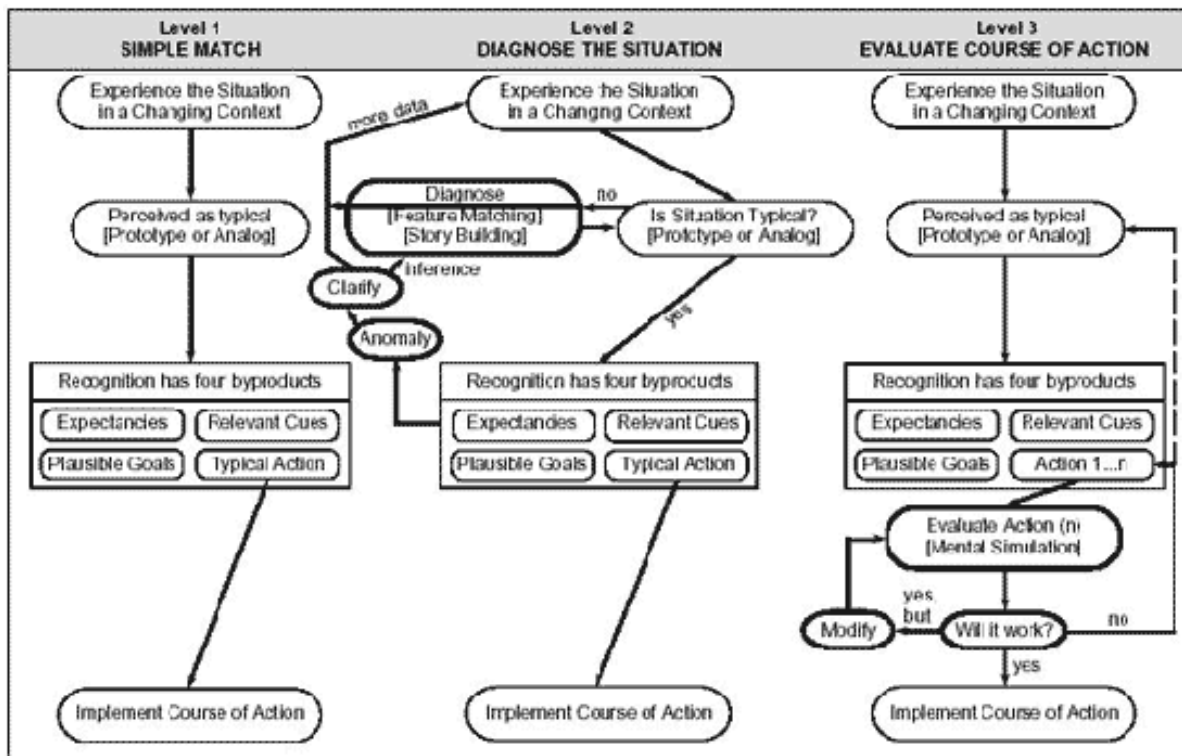 Level 1
SIMPLE MATCH
Level 2
DIAGNOSE THE SITUATION
Level 3
EVALUATE COURSE OF ACTION
Experience the Situation
in a Changing Context
Perceived as typical
[Prototype or Analog]
Recognition has four byproducts
Expectancies
Relevant Cues
Plausible Goals
Typical Action
Implement Course of Action
more data
Experience the Situation
in a Changing Context
Diagnose
[Feature Matching]
[Story Building]
no
Is Situation Typical?
[Prototype or Analog]
inference
Clarify
Anomaly
yes
Recognition has four byproducts
Expectancies
Relevant Cues
Plausible Goals
Typical Action
Implement Course of Action
Experience the Situation
in a Changing Context
Perceived as typical
[Prototype or Analog]
Recognition has four byproducts
Expectancies
Relevant Cues
Plausible Goals
Action 1...n
Evaluate Action (n)
[Mental Simulation]
yes,
but
Modify
Will it work?
no
yes
Implement Course of Action